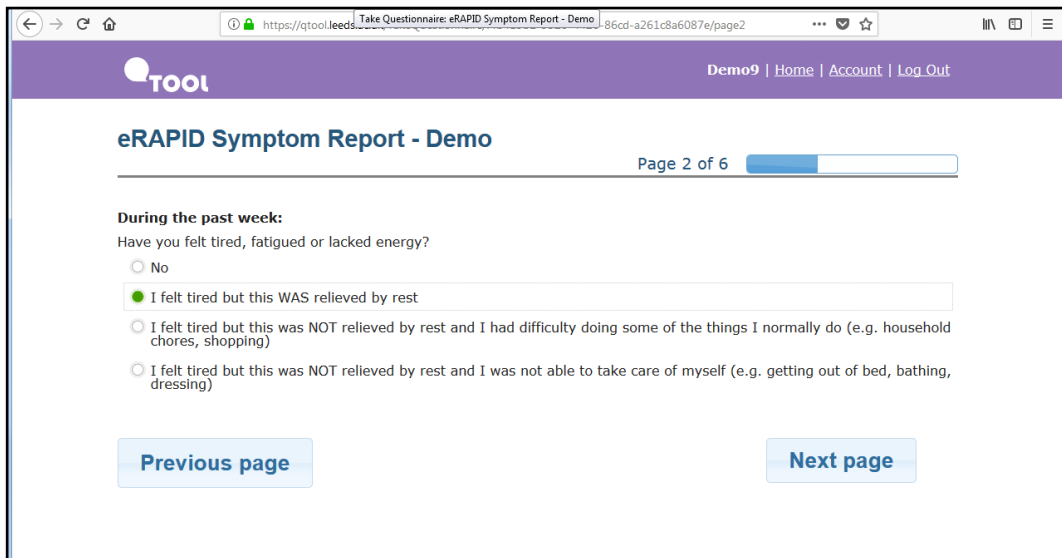 Take Questionnaire: eRAPID Symptom Report - Demo
https://qtool.leeds. -86cd-a261c8a6087e/page2
QTOOL
Demo9 | Home | Account | Log Out
eRAPID Symptom Report - Demo
Page 2 of 6
During the past week:
Have you felt tired, fatigued or lacked energy?
No
I felt tired but this WAS relieved by rest
I felt tired but this was NOT relieved by rest and I had difficulty doing some of the things I normally do (e.g. household
chores, shopping)
I felt tired but this was NOT relieved by rest and I was not able to take care of myself (e.g. getting out of bed, bathing,
dressing)
Previous page
Next page